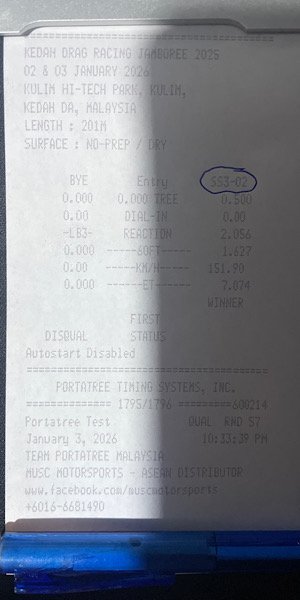 KEDAH DRAG RACING JAMBOREE 2025
02 & 03 JANUARY 2026
KULIM HI-TECH PARK, KULIM,
KEDAH DA, MALAYSIA
LENGTH : 201M
SURFACE : NO-PREP / DRY
BYE Entry SS3-02
0.000 0.000 TREE 0.500
0.00 DIAL-IN 0.00
-LB3- REACTION 2.056
0.000 ------60FT------ 1.627
0.00 ------KM/H------ 151.90
0.000 -------ET------- 7.074
WINNER
FIRST
DISQUAL STATUS
Autostart Disabled
PORTATREE TIMING SYSTEMS, INC.
============= 1795/1796 ========600214
Portatree Test QUAL RND 57
January 3, 2026 10:33:39 PM
TEAM PORTATREE MALAYSIA
MUSC MOTORSPORTS - ASEAN DISTRIBUTOR
www.facebook.com/muscmotorsports
+6016-6681490